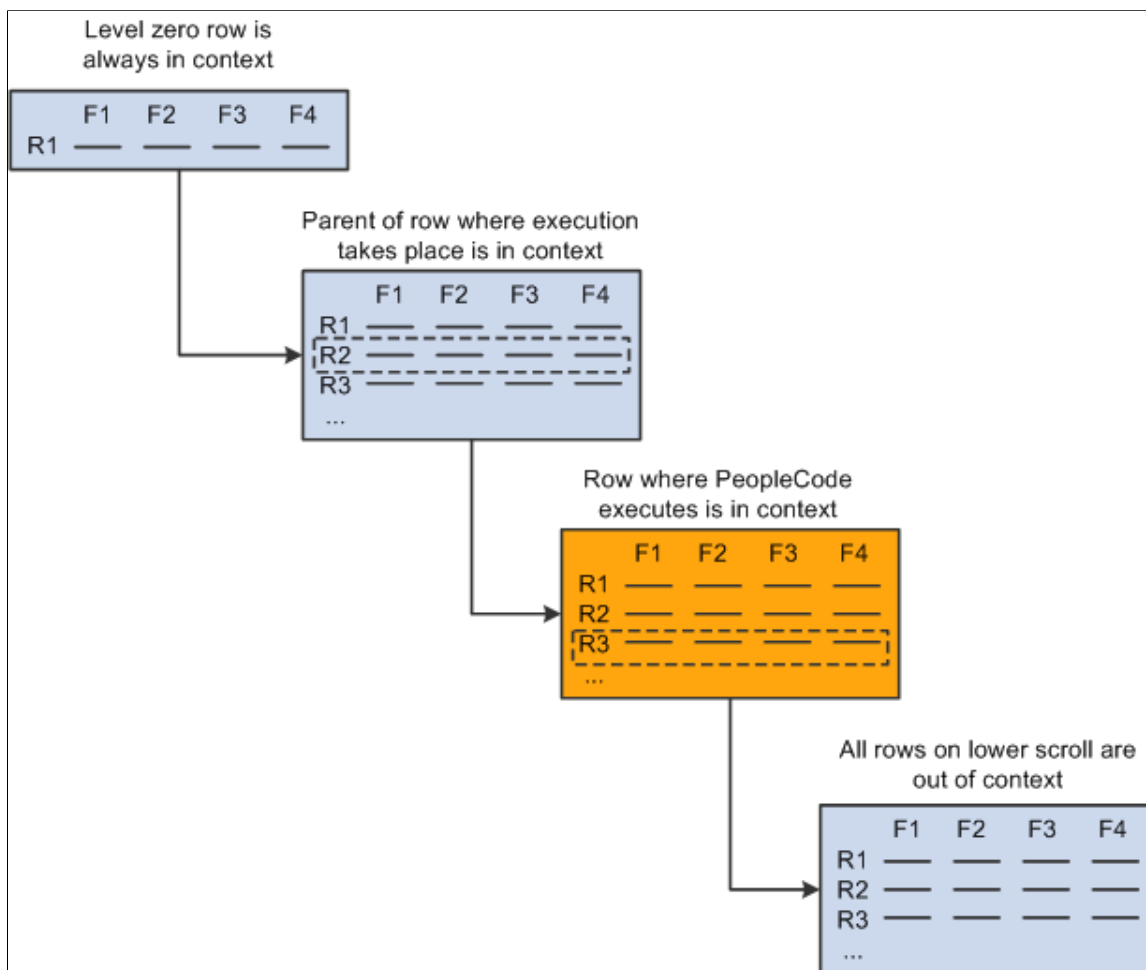 Level zero row is
always in context
F1 F2 F3 F4
R1
Parent of row where execution
takes place is in context
F1 F2 F3 F4
R1
R2
R3
...
Row where PeopleCode
executes is in context
F1 F2 F3 F4
R1
R2
R3
...
All rows on lower scroll are
out of context
F1 F2 F3 F4
R1
R2
R3
...